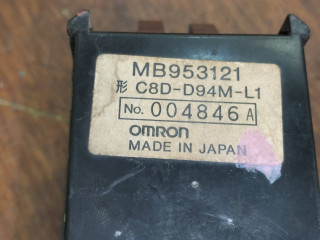 MB953121
形 C8D-D94M-L1
No. 004846 A
omron
MADE IN JAPAN